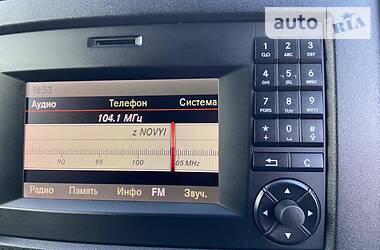 auto RIA
16:53
Аудио Телефон Система
104.1 МГц
z NOVYI
90 95 100 105 MHz
Радио Память Инфо FM Звуч.
1 2 ABC 3 DEF
4 GHI 5 JKL 6 MNO
7 PQRS 8 TUV 9 WXYZ
* 0 #
C